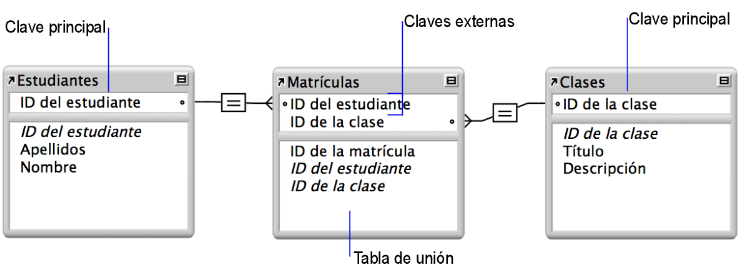 Clave principal
Claves externas
Clave principal
Estudiantes
ID del estudiante
ID del estudiante
Apellidos
Nombre
Matrículas
ID del estudiante
ID de la clase
ID de la matrícula
ID del estudiante
ID de la clase
Clases
ID de la clase
ID de la clase
Título
Descripción
Tabla de unión